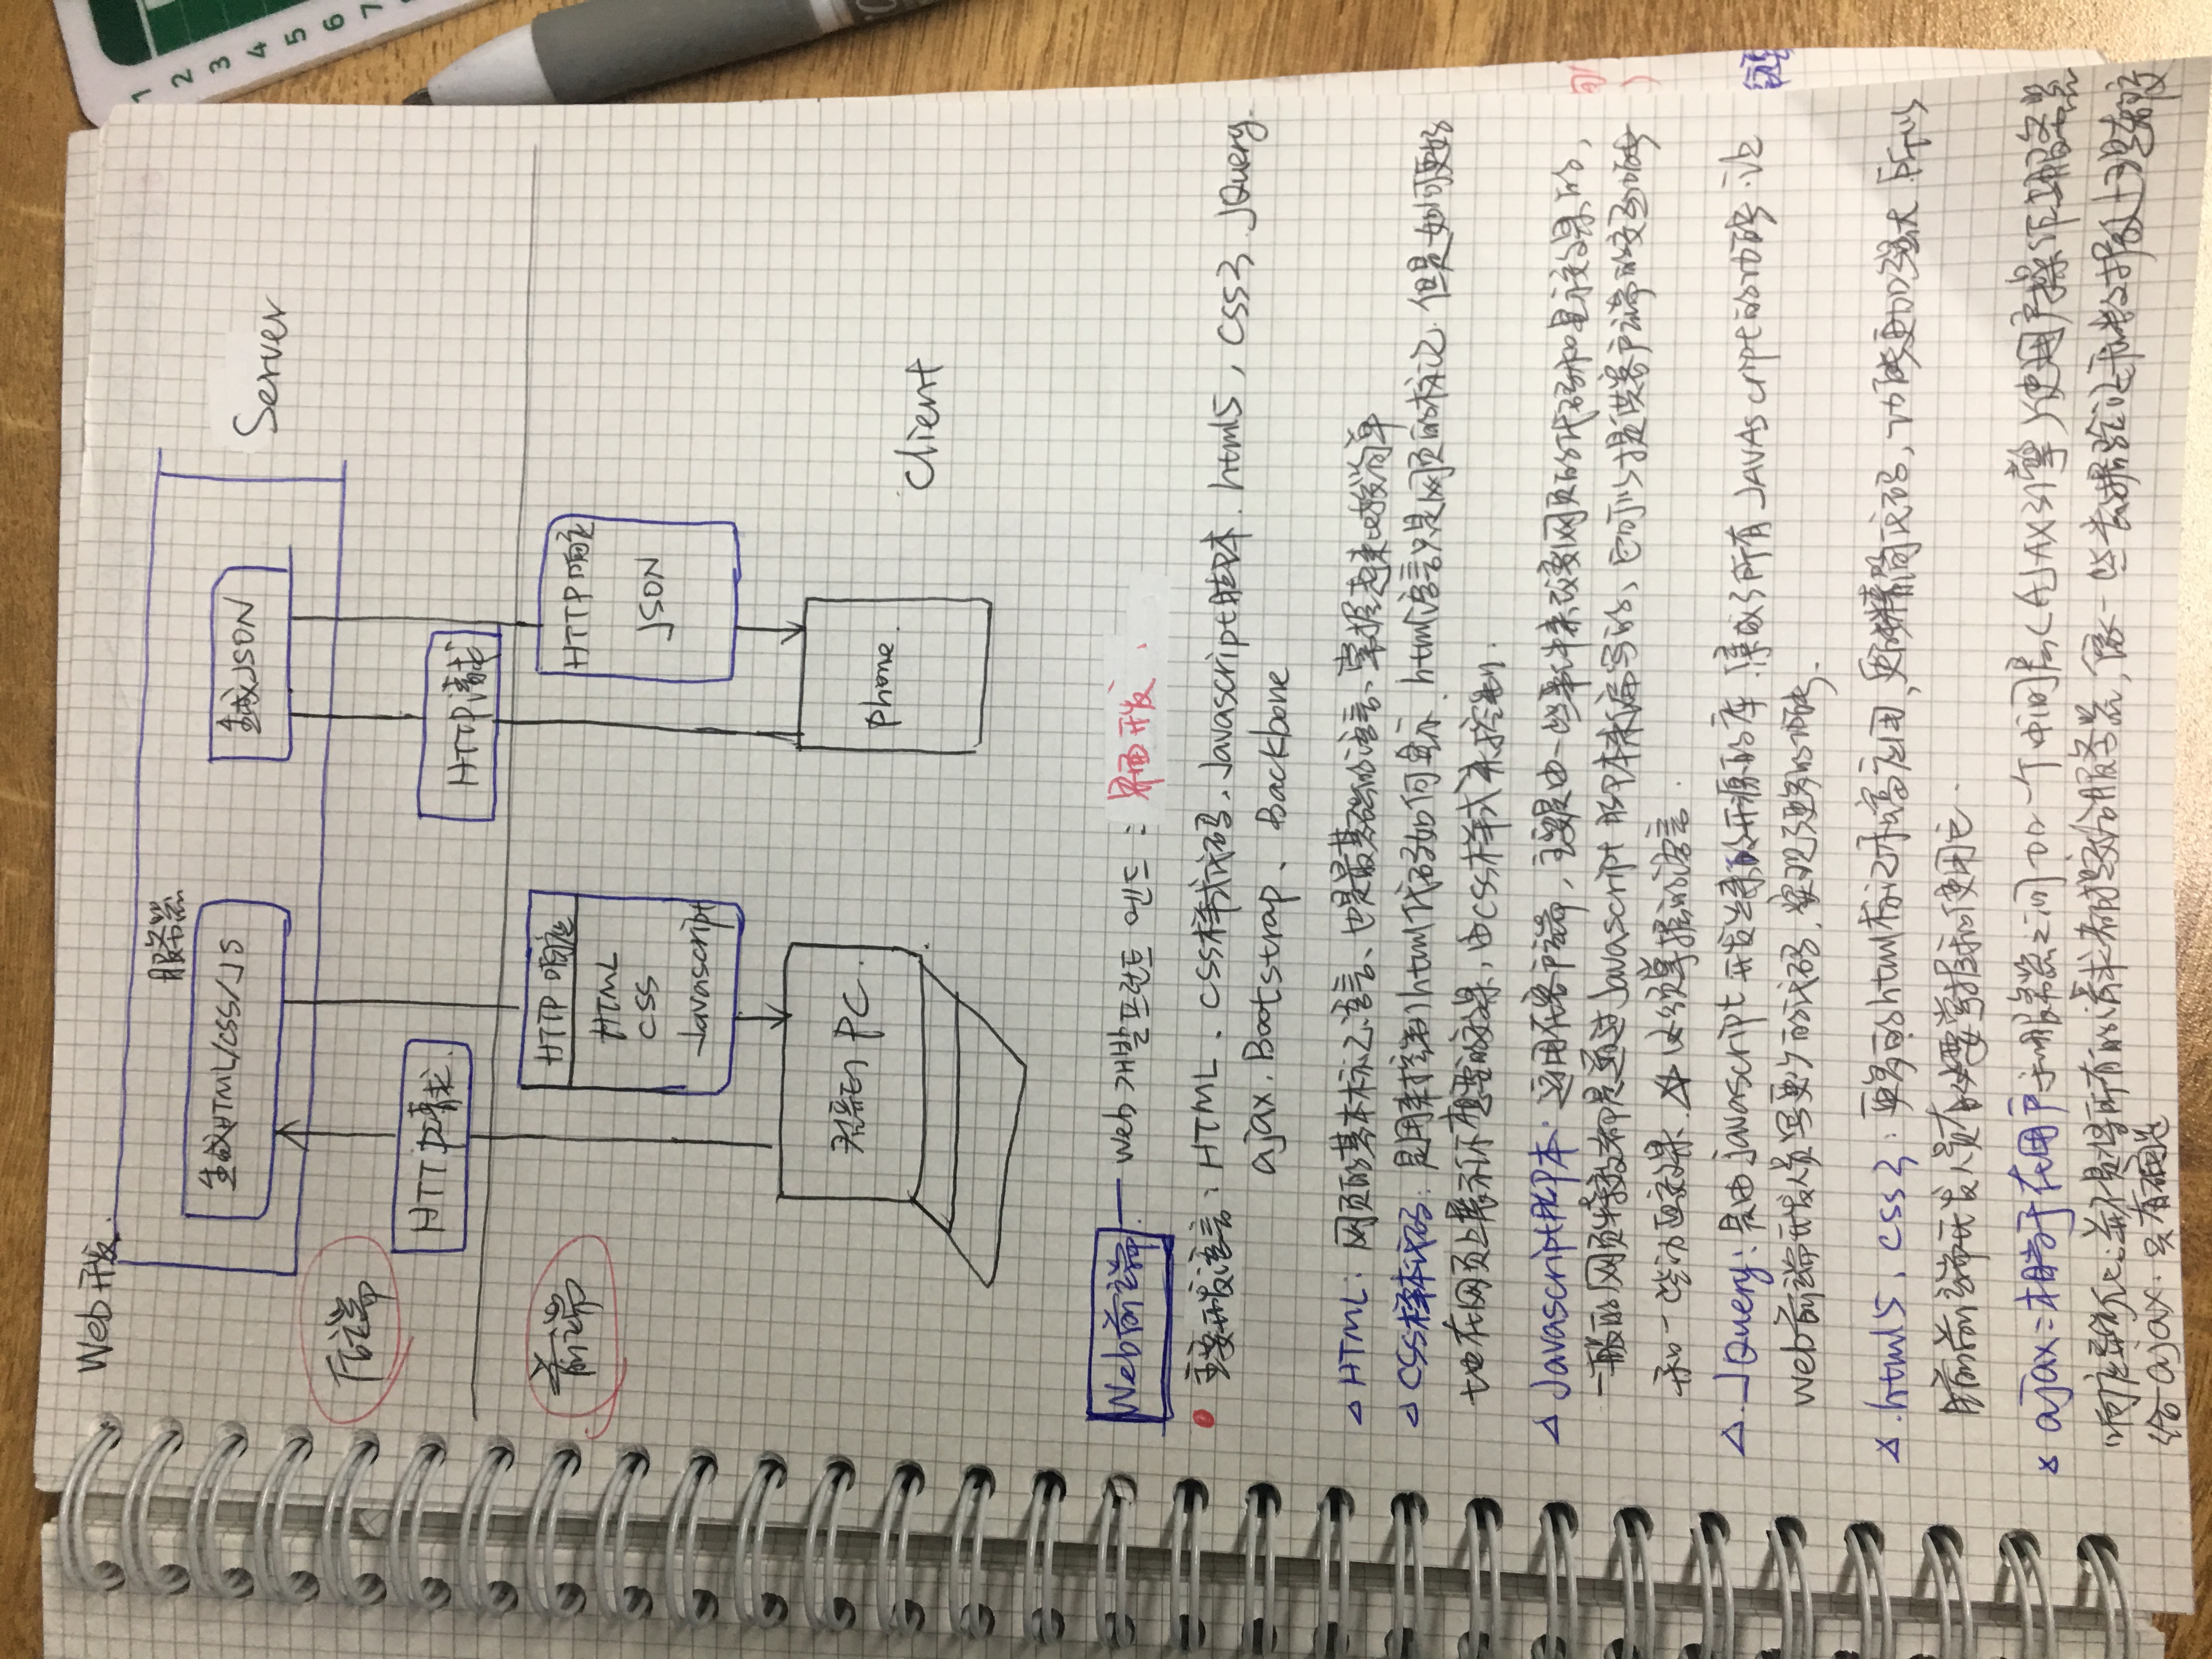 Web开发.
服务器
生成HTML/CSS/JS
生成JSON
Server
后端
HTTP请求.
HTTP请求
前端
HTTP响应
HTML
CSS
Javascript
HTTP响应
JSON
컴퓨터 PC.
phone.
Client
Web前端 — Web 개발프런트 엔드 : 界面开发.
主要开发语言: HTML、CSS样式代码、Javascript脚本、html5, CSS3、JQuery.
ajax、Bootstrap、Backbone
△ HTML: 网页的基本标记语言、也是最基础的语言、掌握起来比较简单
△ CSS样本代码: 是用来控制html代码如何显示, html语言只是网页的标记. 但是如何更好
地在网页上展示你想要的效果, 由CSS样式来控制.
△ Javascript脚本: 运用在客户端, 主要是由一些事件来改变网页的代码和显示效果的,
一般的网页特效都是通过Javascript脚本来编写的、它可以提供客户端的交互功能
和一些动画效果. 必须掌握的语言.
△. JQuery: 是由javascript开发出来的开源的库, 集成了所有JAVAscript的功能. 让
web前端开发人员写更少的代码, 实现了更多的功能.
△. html5、CSS3: 更多的html标记和高应用, 更能精简代码, 功能更加强大. 所以
目前前端开发人员有必要掌握和使用它.
ajax: 相当于在用户和服务器之间加一个中间层(AJAX引擎)使用户操作与服务器
响应异步化. 并不是将所有的请求都提交给服务器, 像一些数据验证和数据处理都交
给ajax. 只有确定
1
2
3
4
5
6
7